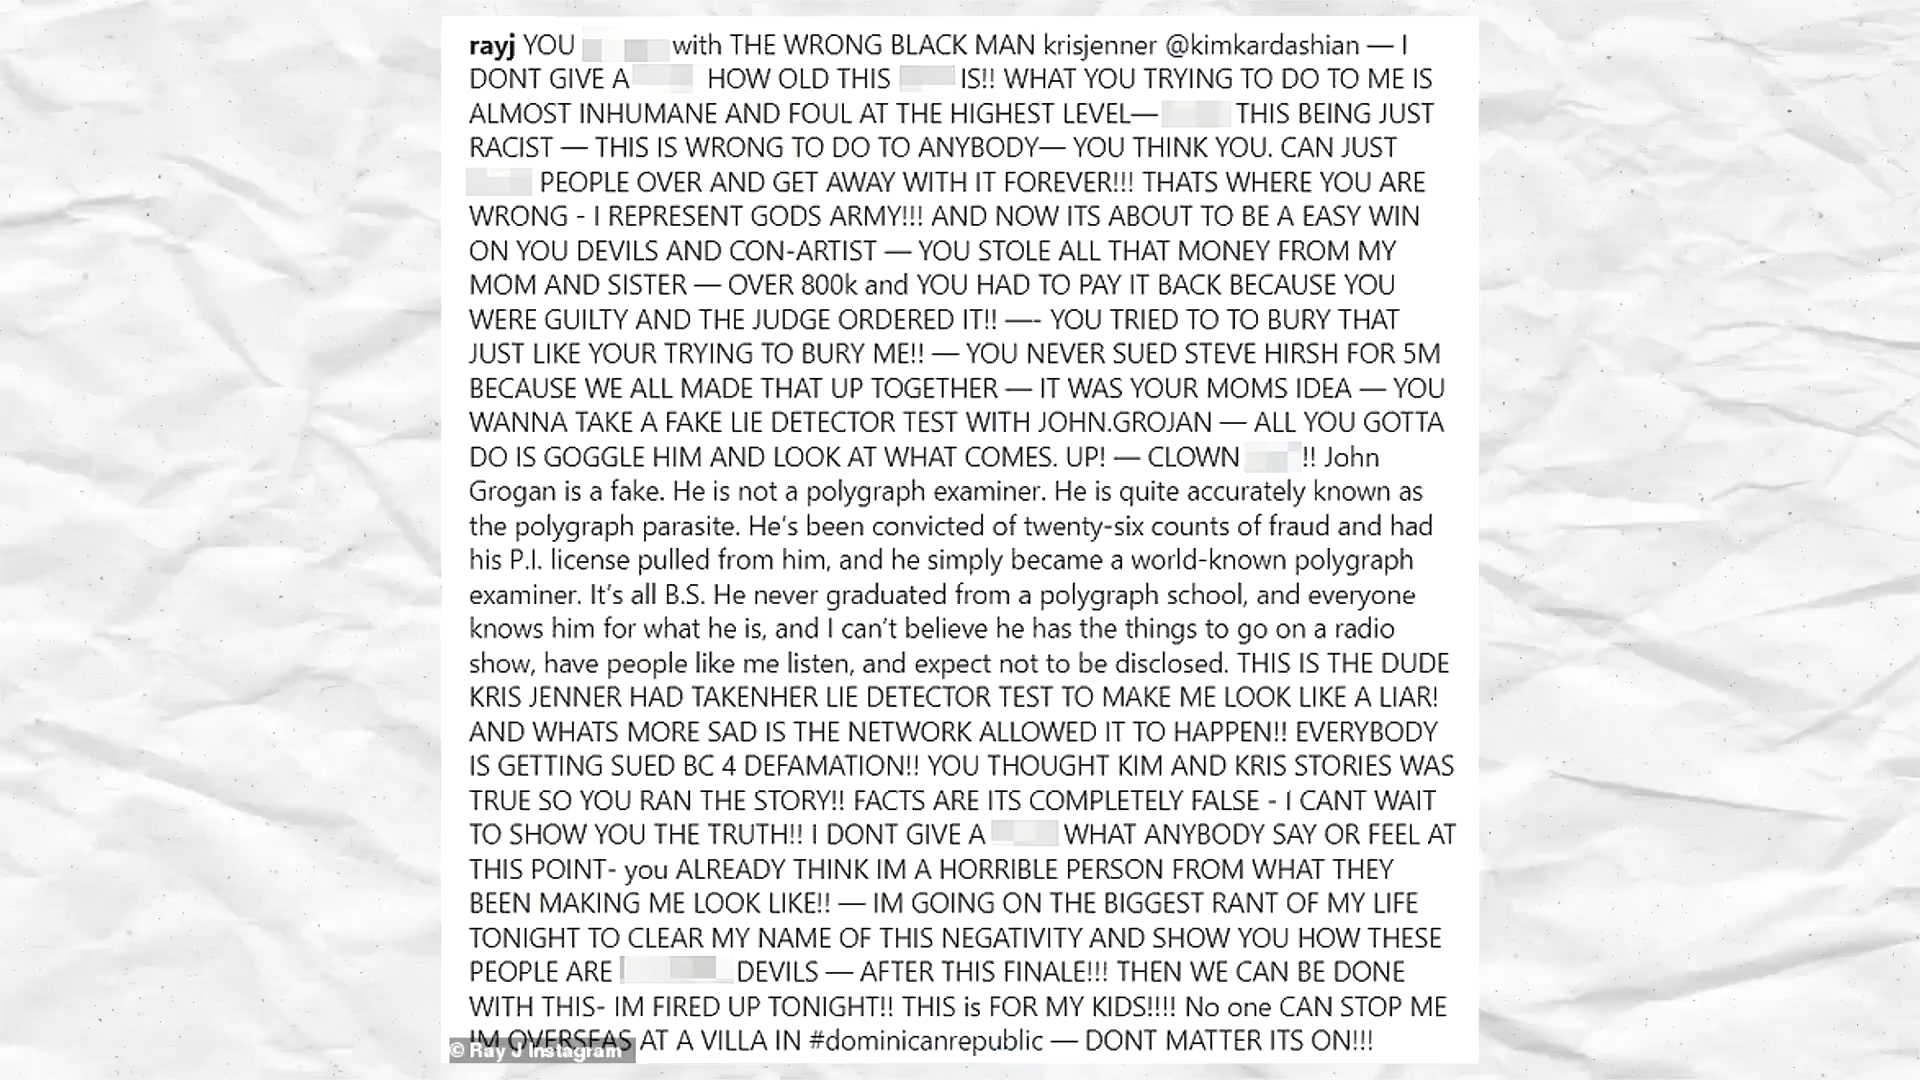 rayj YOU with THE WRONG BLACK MAN krisjenner @kimkardashian — I
DONT GIVE A HOW OLD THIS IS!! WHAT YOU TRYING TO DO TO ME IS
ALMOST INHUMANE AND FOUL AT THE HIGHEST LEVEL— THIS BEING JUST
RACIST — THIS IS WRONG TO DO TO ANYBODY— YOU THINK YOU. CAN JUST
PEOPLE OVER AND GET AWAY WITH IT FOREVER!!! THATS WHERE YOU ARE
WRONG - I REPRESENT GODS ARMY!!! AND NOW ITS ABOUT TO BE A EASY WIN
ON YOU DEVILS AND CON-ARTIST — YOU STOLE ALL THAT MONEY FROM MY
MOM AND SISTER — OVER 800k and YOU HAD TO PAY IT BACK BECAUSE YOU
WERE GUILTY AND THE JUDGE ORDERED IT!! —- YOU TRIED TO TO BURY THAT
JUST LIKE YOUR TRYING TO BURY ME!! — YOU NEVER SUED STEVE HIRSH FOR 5M
BECAUSE WE ALL MADE THAT UP TOGETHER — IT WAS YOUR MOMS IDEA — YOU
WANNA TAKE A FAKE LIE DETECTOR TEST WITH JOHN.GROJAN — ALL YOU GOTTA
DO IS GOGGLE HIM AND LOOK AT WHAT COMES. UP! — CLOWN !! John
Grogan is a fake. He is not a polygraph examiner. He is quite accurately known as
the polygraph parasite. He’s been convicted of twenty-six counts of fraud and had
his P.I. license pulled from him, and he simply became a world-known polygraph
examiner. It’s all B.S. He never graduated from a polygraph school, and everyone
knows him for what he is, and I can’t believe he has the things to go on a radio
show, have people like me listen, and expect not to be disclosed. THIS IS THE DUDE
KRIS JENNER HAD TAKENHER LIE DETECTOR TEST TO MAKE ME LOOK LIKE A LIAR!
AND WHATS MORE SAD IS THE NETWORK ALLOWED IT TO HAPPEN!! EVERYBODY
IS GETTING SUED BC 4 DEFAMATION!! YOU THOUGHT KIM AND KRIS STORIES WAS
TRUE SO YOU RAN THE STORY!! FACTS ARE ITS COMPLETELY FALSE - I CANT WAIT
TO SHOW YOU THE TRUTH!! I DONT GIVE A WHAT ANYBODY SAY OR FEEL AT
THIS POINT- you ALREADY THINK IM A HORRIBLE PERSON FROM WHAT THEY
BEEN MAKING ME LOOK LIKE!! — IM GOING ON THE BIGGEST RANT OF MY LIFE
TONIGHT TO CLEAR MY NAME OF THIS NEGATIVITY AND SHOW YOU HOW THESE
PEOPLE ARE DEVILS — AFTER THIS FINALE!!! THEN WE CAN BE DONE
WITH THIS- IM FIRED UP TONIGHT!! THIS is FOR MY KIDS!!!! No one CAN STOP ME
IM OVERSEAS AT A VILLA IN #dominicanrepublic — DONT MATTER ITS ON!!!
© Ray J Instagram